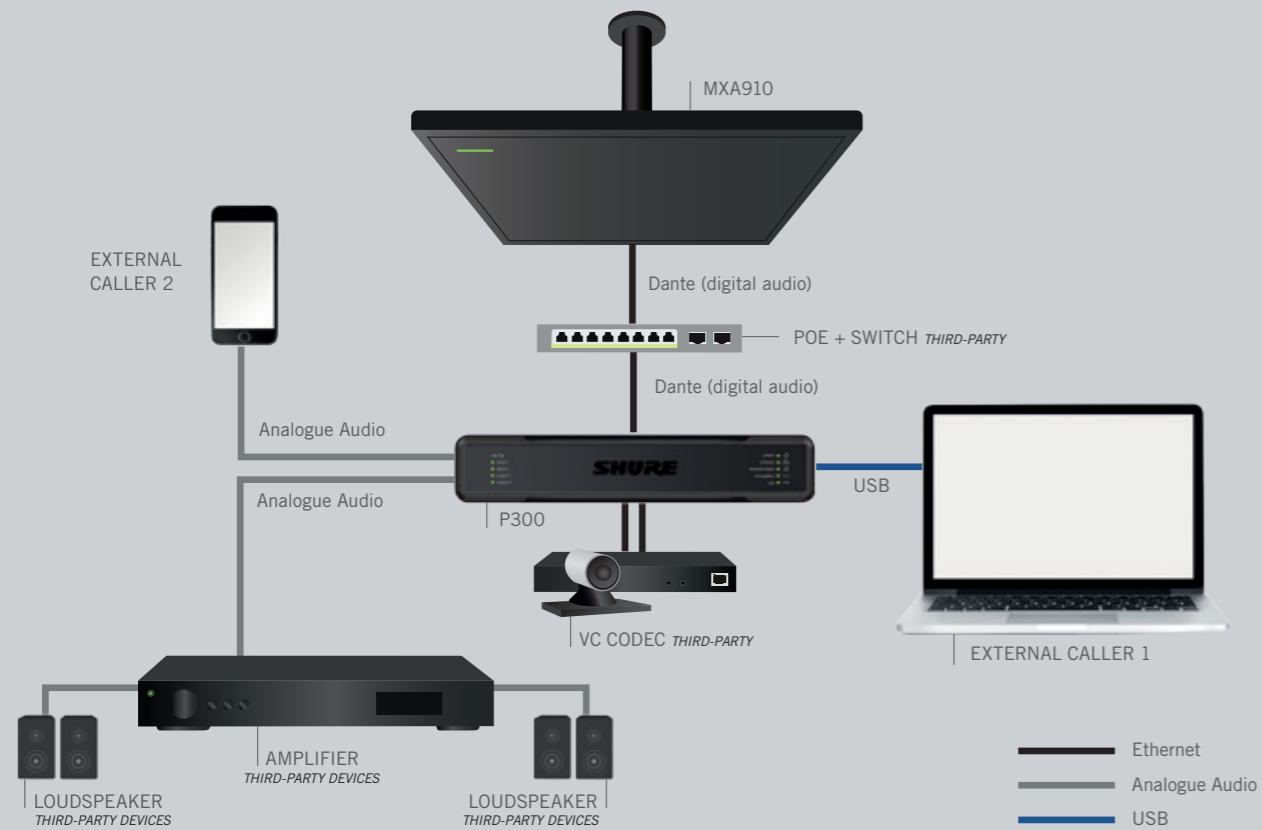 MXA910
EXTERNAL
CALLER 2
Dante (digital audio)
POE + SWITCH THIRD-PARTY
Dante (digital audio)
Analogue Audio
SHURE
USB
Analogue Audio
P300
VC CODEC THIRD-PARTY
EXTERNAL CALLER 1
AMPLIFIER
THIRD-PARTY DEVICES
LOUDSPEAKER
THIRD-PARTY DEVICES
LOUDSPEAKER
THIRD-PARTY DEVICES
Ethernet
Analogue Audio
USB